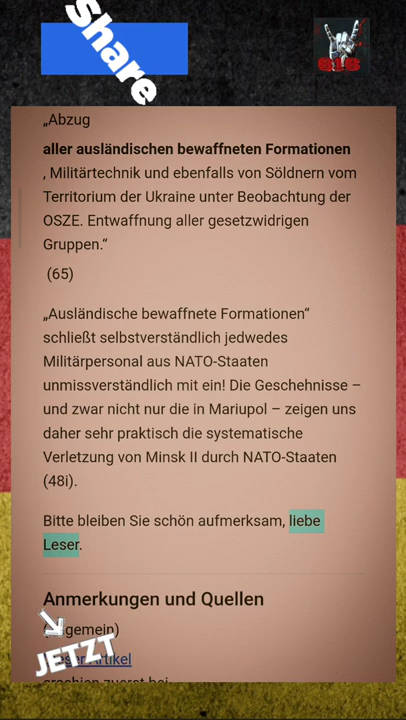 Share
„Abzug
aller ausländischen bewaffneten Formationen
, Militärtechnik und ebenfalls von Söldnern vom
Territorium der Ukraine unter Beobachtung der
OSZE. Entwaffnung aller gesetzwidrigen
Gruppen.“
(65)
„Ausländische bewaffnete Formationen“
schließt selbstverständlich jedwedes
Militärpersonal aus NATO-Staaten
unmissverständlich mit ein! Die Geschehnisse –
und zwar nicht nur die in Mariupol – zeigen uns
daher sehr praktisch die systematische
Verletzung von Minsk II durch NATO-Staaten
(48i).
Bitte bleiben Sie schön aufmerksam, liebe
Leser.
Anmerkungen und Quellen
JETZT
Artikel
zuerst bei